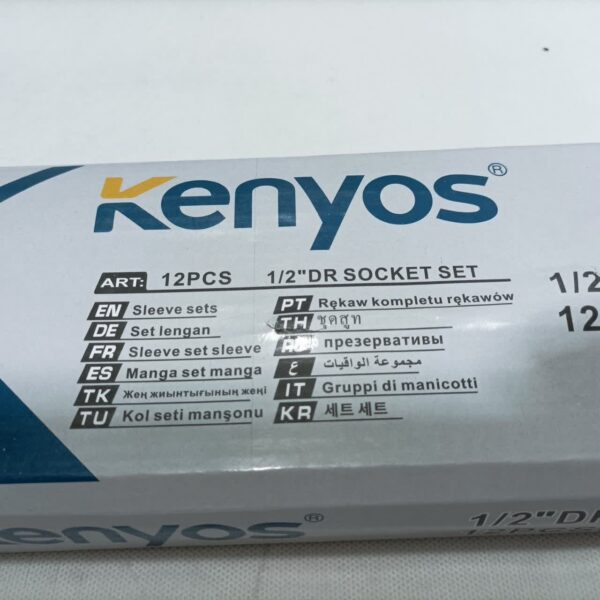 Kenyos®
ART: 12PCS 1/2"DR SOCKET SET
EN Sleeve sets
DE Set lengan
FR Sleeve set sleeve
ES Manga set manga
TK Жең жиынтығының жеңі
TU Kol seti manşonu
PT Rękaw kompletu rękawów
TH ชุดสูท
презервативы
ع مجموعة الواقيات
IT Gruppi di manicotti
KR 세트 세트
1/2
12
Kenyos®
1/2"D
12PC